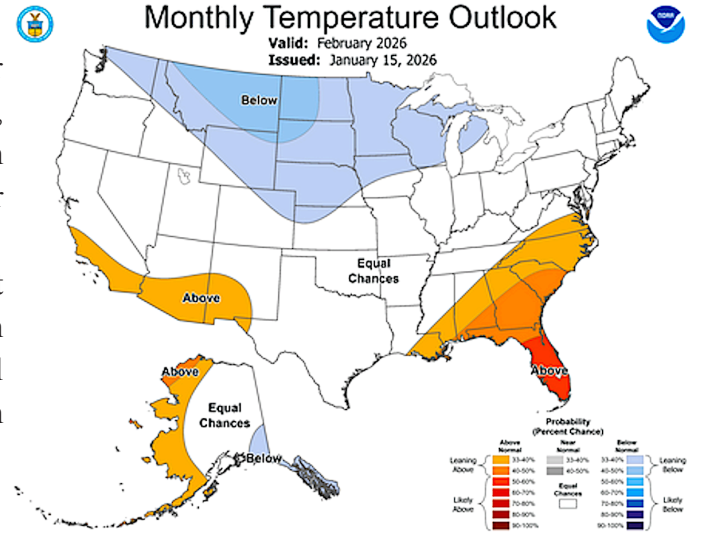 Monthly Temperature Outlook
Valid: February 2026
Issued: January 15, 2026
NOAA
Below
Equal
Chances
Above
Above
Above
Equal
Chances
Below
Probability
(Percent Chance)
Above
Normal
Near
Normal
Below
Normal
Leaning
Above
33-40%
40-50%
50-60%
60-70%
70-80%
80-90%
90-100%
Likely
Above
33-40%
40-50%
Equal
Chances
33-40%
40-50%
50-60%
60-70%
70-80%
80-90%
90-100%
Leaning
Below
Likely
Below